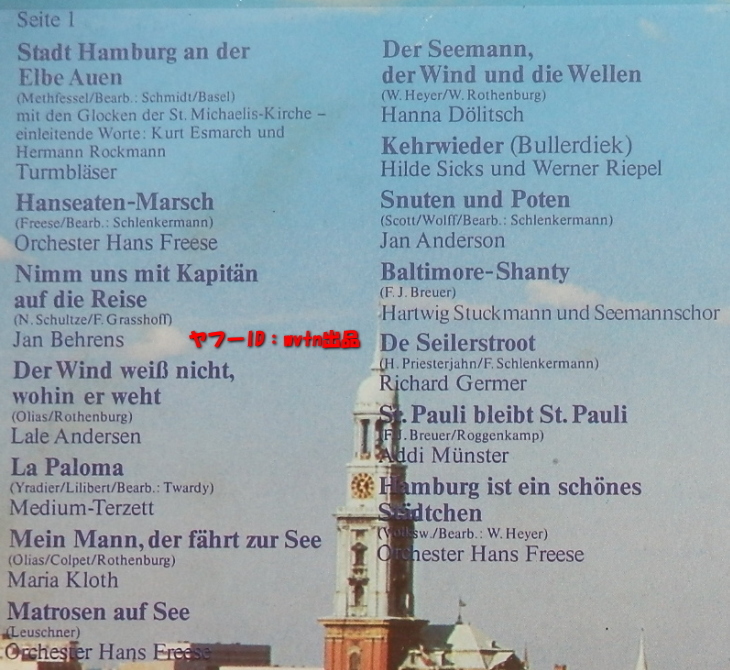 Seite 1
Stadt Hamburg an der
Elbe Auen
(Methfessel/Bearb.: Schmidt/Basel)
mit den Glocken der St. Michaelis-Kirche –
einleitende Worte: Kurt Esmarch und
Hermann Rockmann
Turmbläser
Hanseaten-Marsch
(Freese/Bearb.: Schlenkermann)
Orchester Hans Freese
Nimm uns mit Kapitän
auf die Reise
(N. Schultze/F. Grasshoff)
Jan Behrens
Der Wind weiß nicht,
wohin er weht
(Olias/Rothenburg)
Lale Andersen
La Paloma
(Yradier/Lilibert/Bearb.: Twardy)
Medium-Terzett
Mein Mann, der fährt zur See
(Olias/Colpet/Rothenburg)
Maria Kloth
Matrosen auf See
(Leuschner)
Orchester Hans Freese
Der Seemann,
der Wind und die Wellen
(W. Heyer/W. Rothenburg)
Hanna Dölitsch
Kehrwieder (Bullerdiek)
Hilde Sicks und Werner Riepel
Snuten und Poten
(Scott/Wolff/Bearb.: Schlenkermann)
Jan Anderson
Baltimore-Shanty
(F. J. Breuer)
Hartwig Stuckmann und Seemannschor
De Seilerstroot
(H. Priesterjahn/F. Schlenkermann)
Richard Germer
St. Pauli bleibt St. Pauli
(F. J. Breuer/Roggenkamp)
Addi Münster
Hamburg ist ein schönes
Städtchen
(Volksw./Bearb.: W. Heyer)
Orchester Hans Freese
ヤフーID：mvtn出品